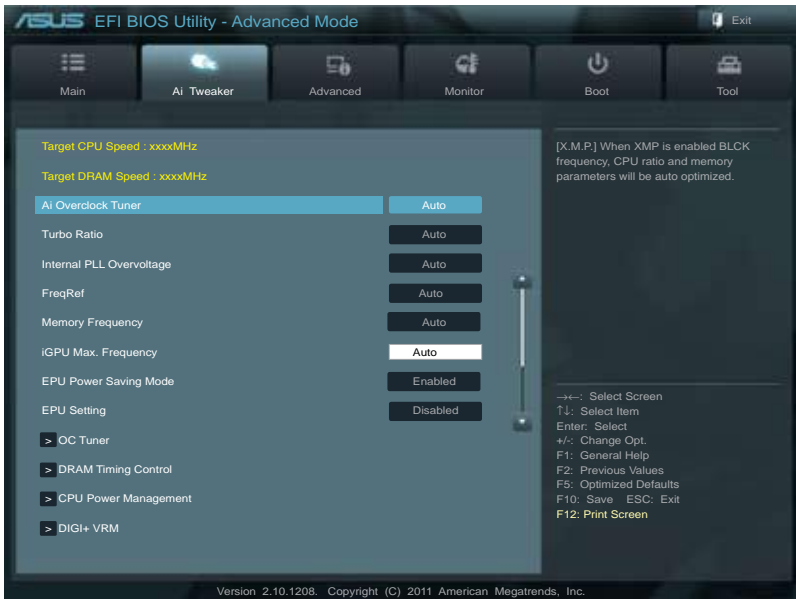 ASUS EFI BIOS Utility - Advanced Mode
Exit
Main
Ai Tweaker
Advanced
Monitor
Boot
Tool
Target CPU Speed : xxxxMHz
Target DRAM Speed : xxxxMHz
Ai Overclock Tuner Auto
Turbo Ratio Auto
Internal PLL Overvoltage Auto
FreqRef Auto
Memory Frequency Auto
iGPU Max. Frequency Auto
EPU Power Saving Mode Enabled
EPU Setting Disabled
> OC Tuner
> DRAM Timing Control
> CPU Power Management
> DIGI+ VRM
[X.M.P.] When XMP is enabled BLCK
frequency, CPU ratio and memory
parameters will be auto optimized.
→←: Select Screen
↑↓: Select Item
Enter: Select
+/-: Change Opt.
F1: General Help
F2: Previous Values
F5: Optimized Defaults
F10: Save ESC: Exit
F12: Print Screen
Version 2.10.1208. Copyright (C) 2011 American Megatrends, Inc.